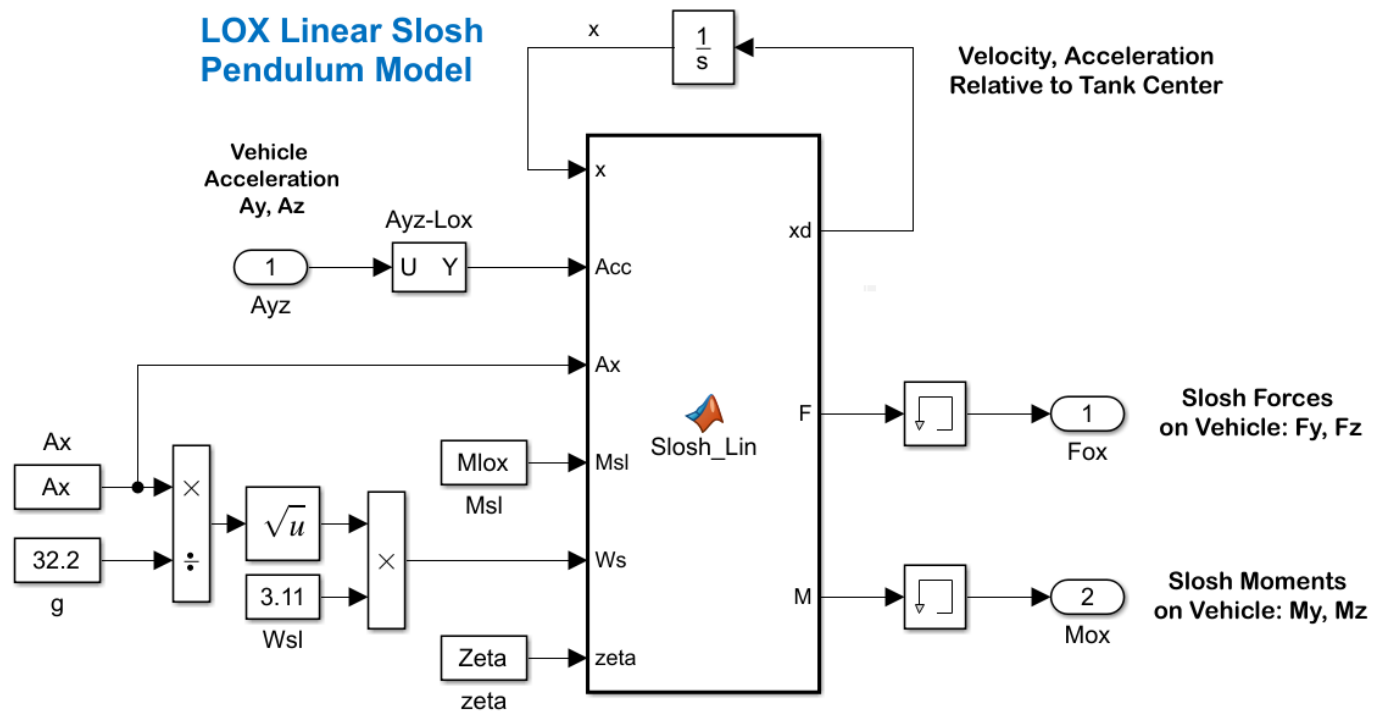 LOX Linear Slosh
Pendulum Model
x
1
s
Velocity, Acceleration
Relative to Tank Center
Vehicle
Acceleration
Ay, Az
Ayz-Lox
1
Ayz
U Y
x
Acc
Ax
Msl
Ws
zeta
xd
F
M
Slosh_Lin
Ax
Ax
32.2
g
×
÷
√u
3.11
Wsl
×
Mlox
Msl
Zeta
zeta
1
Fox
Slosh Forces
on Vehicle: Fy, Fz
2
Mox
Slosh Moments
on Vehicle: My, Mz